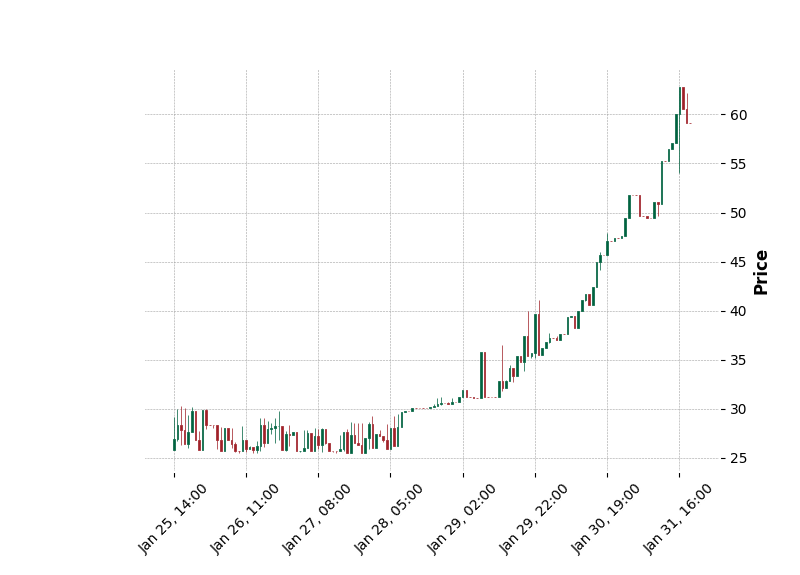 60
55
50
45
40
35
30
25
Price
Jan 25, 14:00
Jan 26, 11:00
Jan 27, 08:00
Jan 28, 05:00
Jan 29, 02:00
Jan 29, 22:00
Jan 30, 19:00
Jan 31, 16:00